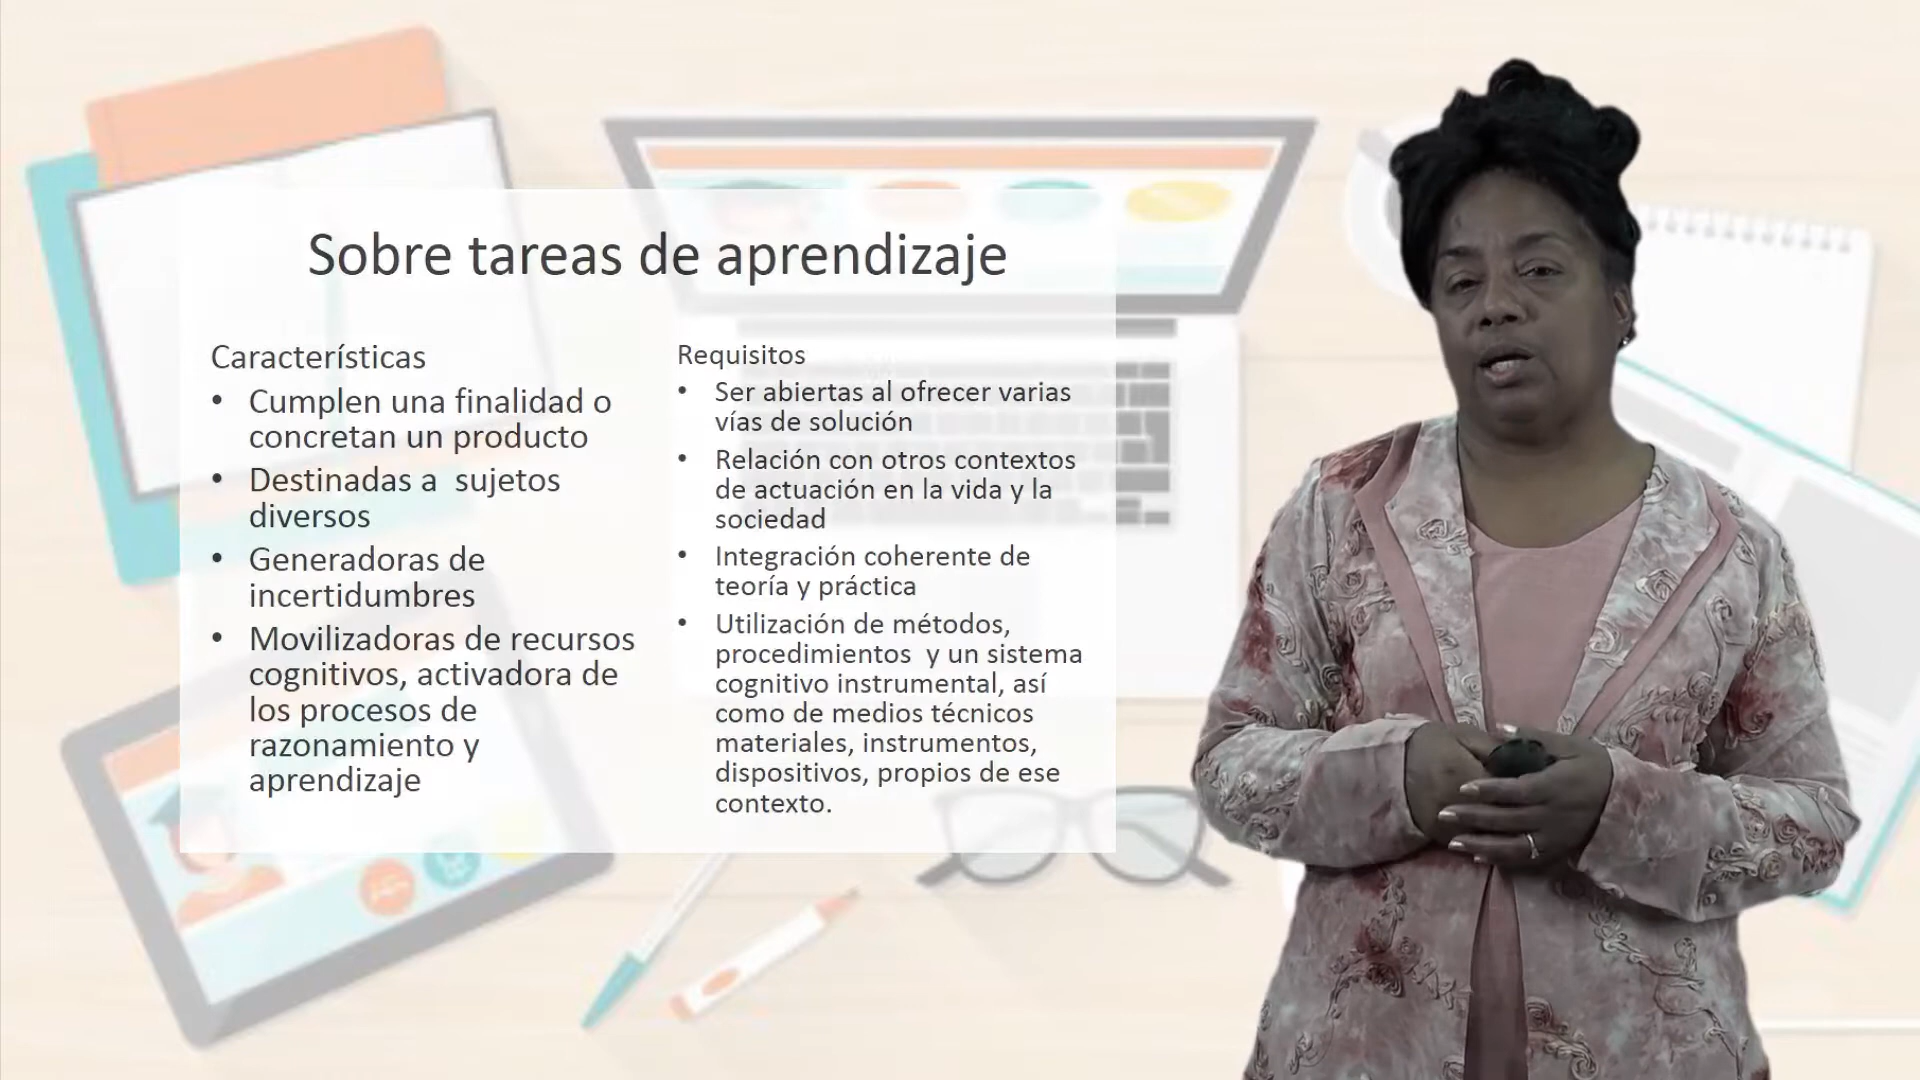 Sobre tareas de aprendizaje
Características
• Cumplen una finalidad o
concretan un producto
• Destinadas a  sujetos
diversos
• Generadoras de
incertidumbres
• Movilizadoras de recursos
cognitivos, activadora de
los procesos de
razonamiento y
aprendizaje
Requisitos
• Ser abiertas al ofrecer varias
vías de solución
• Relación con otros contextos
de actuación en la vida y la
sociedad
• Integración coherente de
teoría y práctica
• Utilización de métodos,
procedimientos  y un sistema
cognitivo instrumental, así
como de medios técnicos
materiales, instrumentos,
dispositivos, propios de ese
contexto.